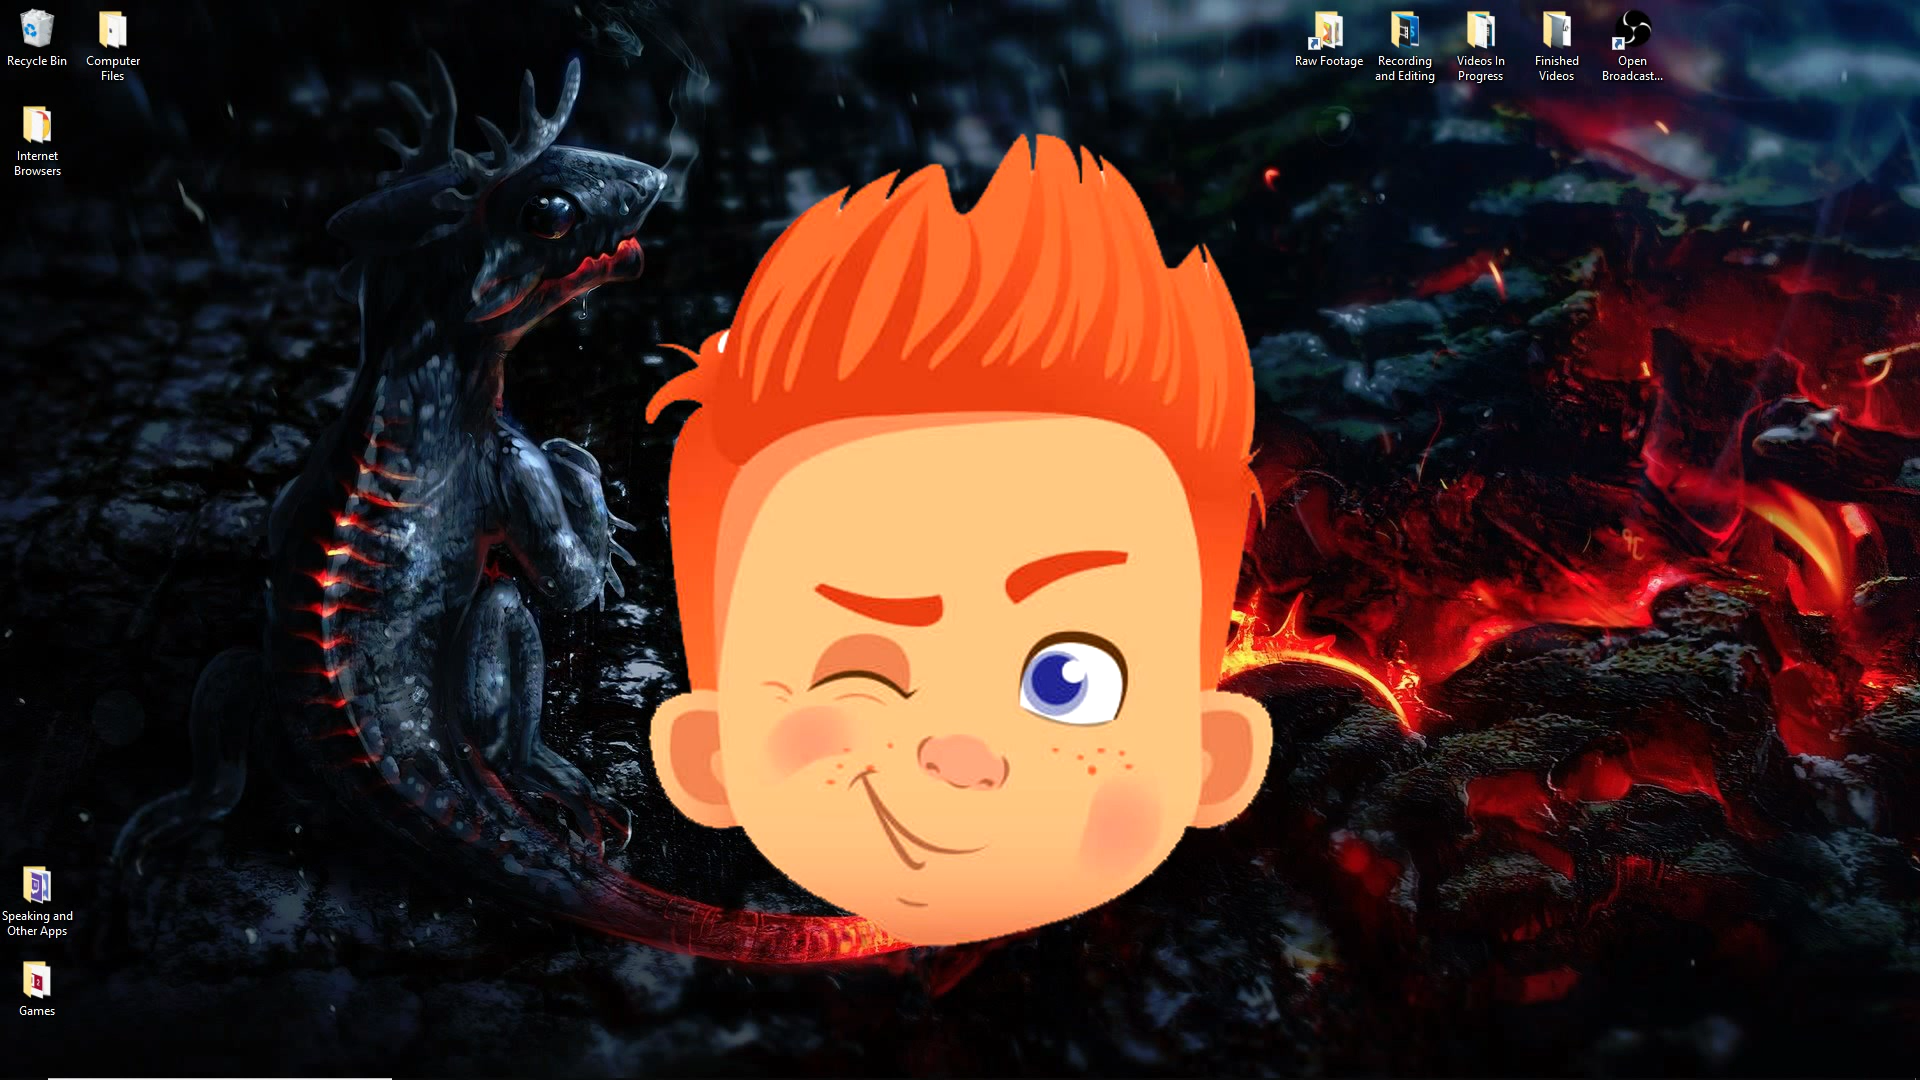 Recycle Bin
Computer
Files
Internet
Browsers
Speaking and
Other Apps
Games
Raw Footage
Recording
and Editing
Videos In
Progress
Finished
Videos
Open
Broadcast...